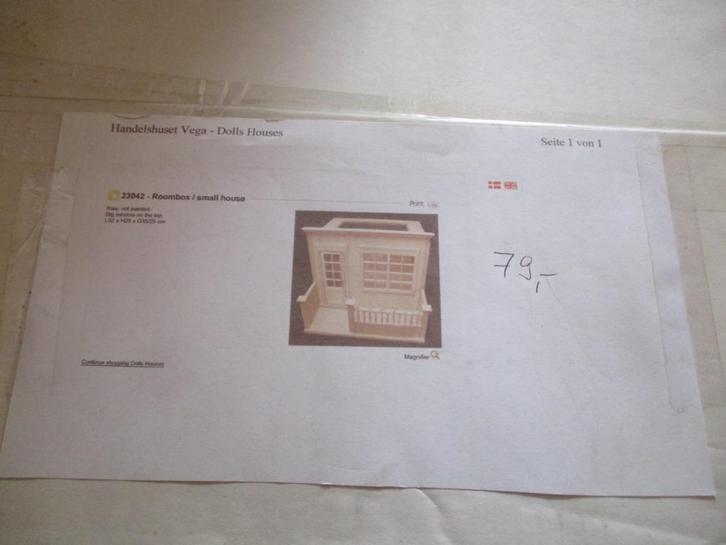 Handelshuset Vega - Dolls Houses
Seite 1 von 1
23042 - Roombox / small house
Print
Raw, not painted.
Big window on the top.
79,-
Magnifier
Continue shopping Dolls Houses